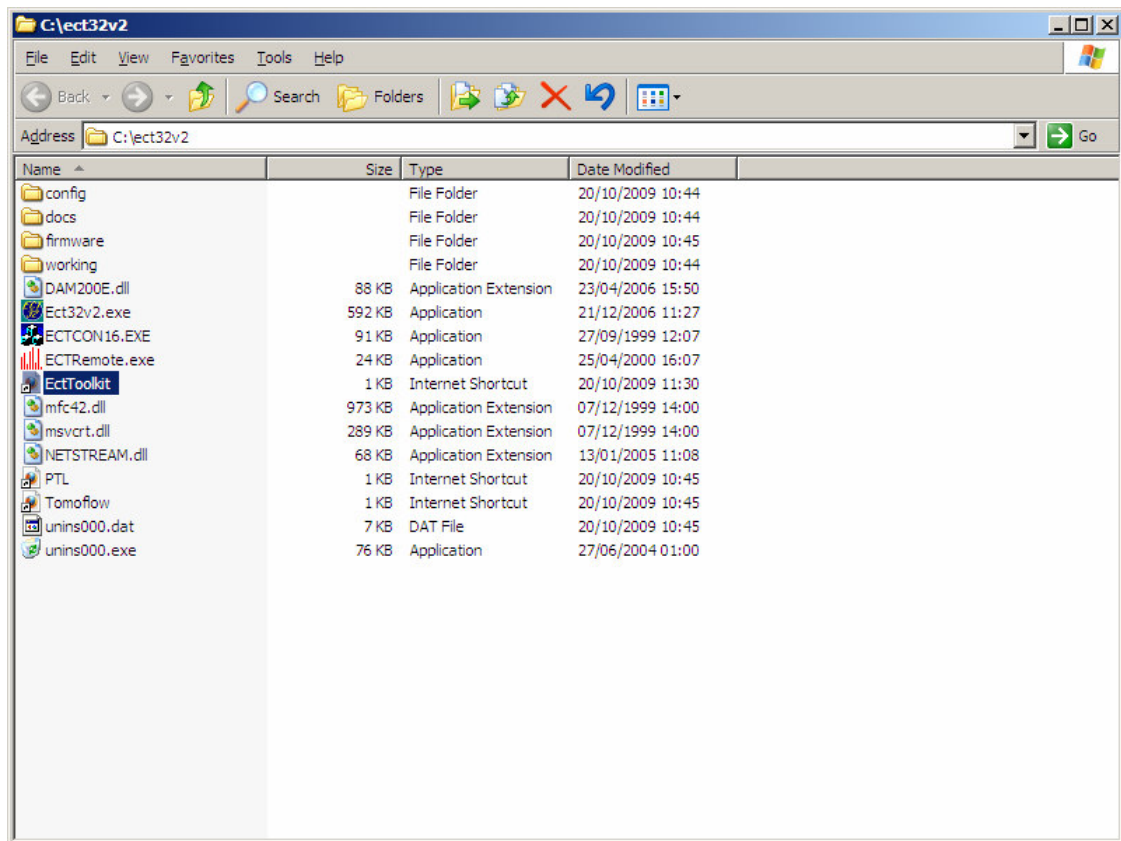 C:\ect32v2
File Edit View Favorites Tools Help
Back Search Folders
Address C:\ect32v2 Go
Name Size Type Date Modified
config File Folder 20/10/2009 10:44
docs File Folder 20/10/2009 10:44
firmware File Folder 20/10/2009 10:45
working File Folder 20/10/2009 10:44
DAM200E.dll 88 KB Application Extension 23/04/2006 15:50
Ect32v2.exe 592 KB Application 21/12/2006 11:27
ECTCON16.EXE 91 KB Application 27/09/1999 12:07
ECTRemote.exe 24 KB Application 25/04/2000 16:07
EctToolkit 1 KB Internet Shortcut 20/10/2009 11:30
mfc42.dll 973 KB Application Extension 07/12/1999 14:00
msvcrt.dll 289 KB Application Extension 07/12/1999 14:00
NETSTREAM.dll 68 KB Application Extension 13/01/2005 11:08
PTL 1 KB Internet Shortcut 20/10/2009 10:45
Tomoflow 1 KB Internet Shortcut 20/10/2009 10:45
unins000.dat 7 KB DAT File 20/10/2009 10:45
unins000.exe 76 KB Application 27/06/2004 01:00